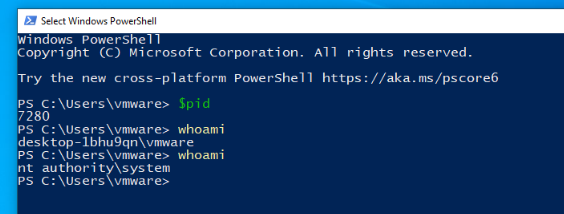 Select Windows PowerShell
Windows PowerShell
Copyright (C) Microsoft Corporation. All rights reserved.
Try the new cross-platform PowerShell https://aka.ms/pscore6
PS C:\Users\vmware> $pid
7280
PS C:\Users\vmware> whoami
desktop-lbhu9qn\vmware
PS C:\Users\vmware> whoami
nt authority\system
PS C:\Users\vmware>